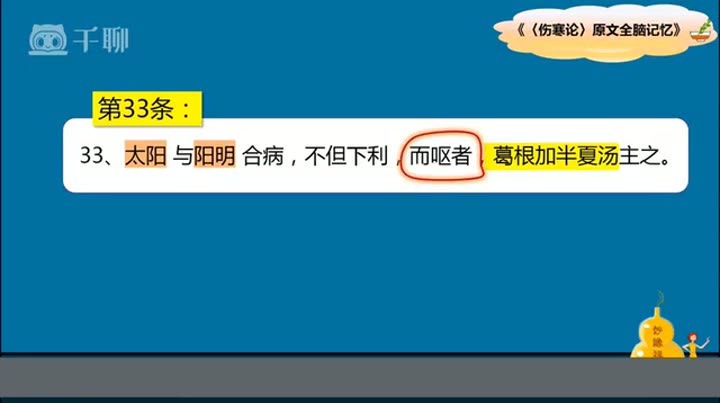 千聊
《〈伤寒论〉原文全脑记忆》
第33条：
33、太阳 与阳明 合病，不但下利，而呕者，葛根加半夏汤主之。